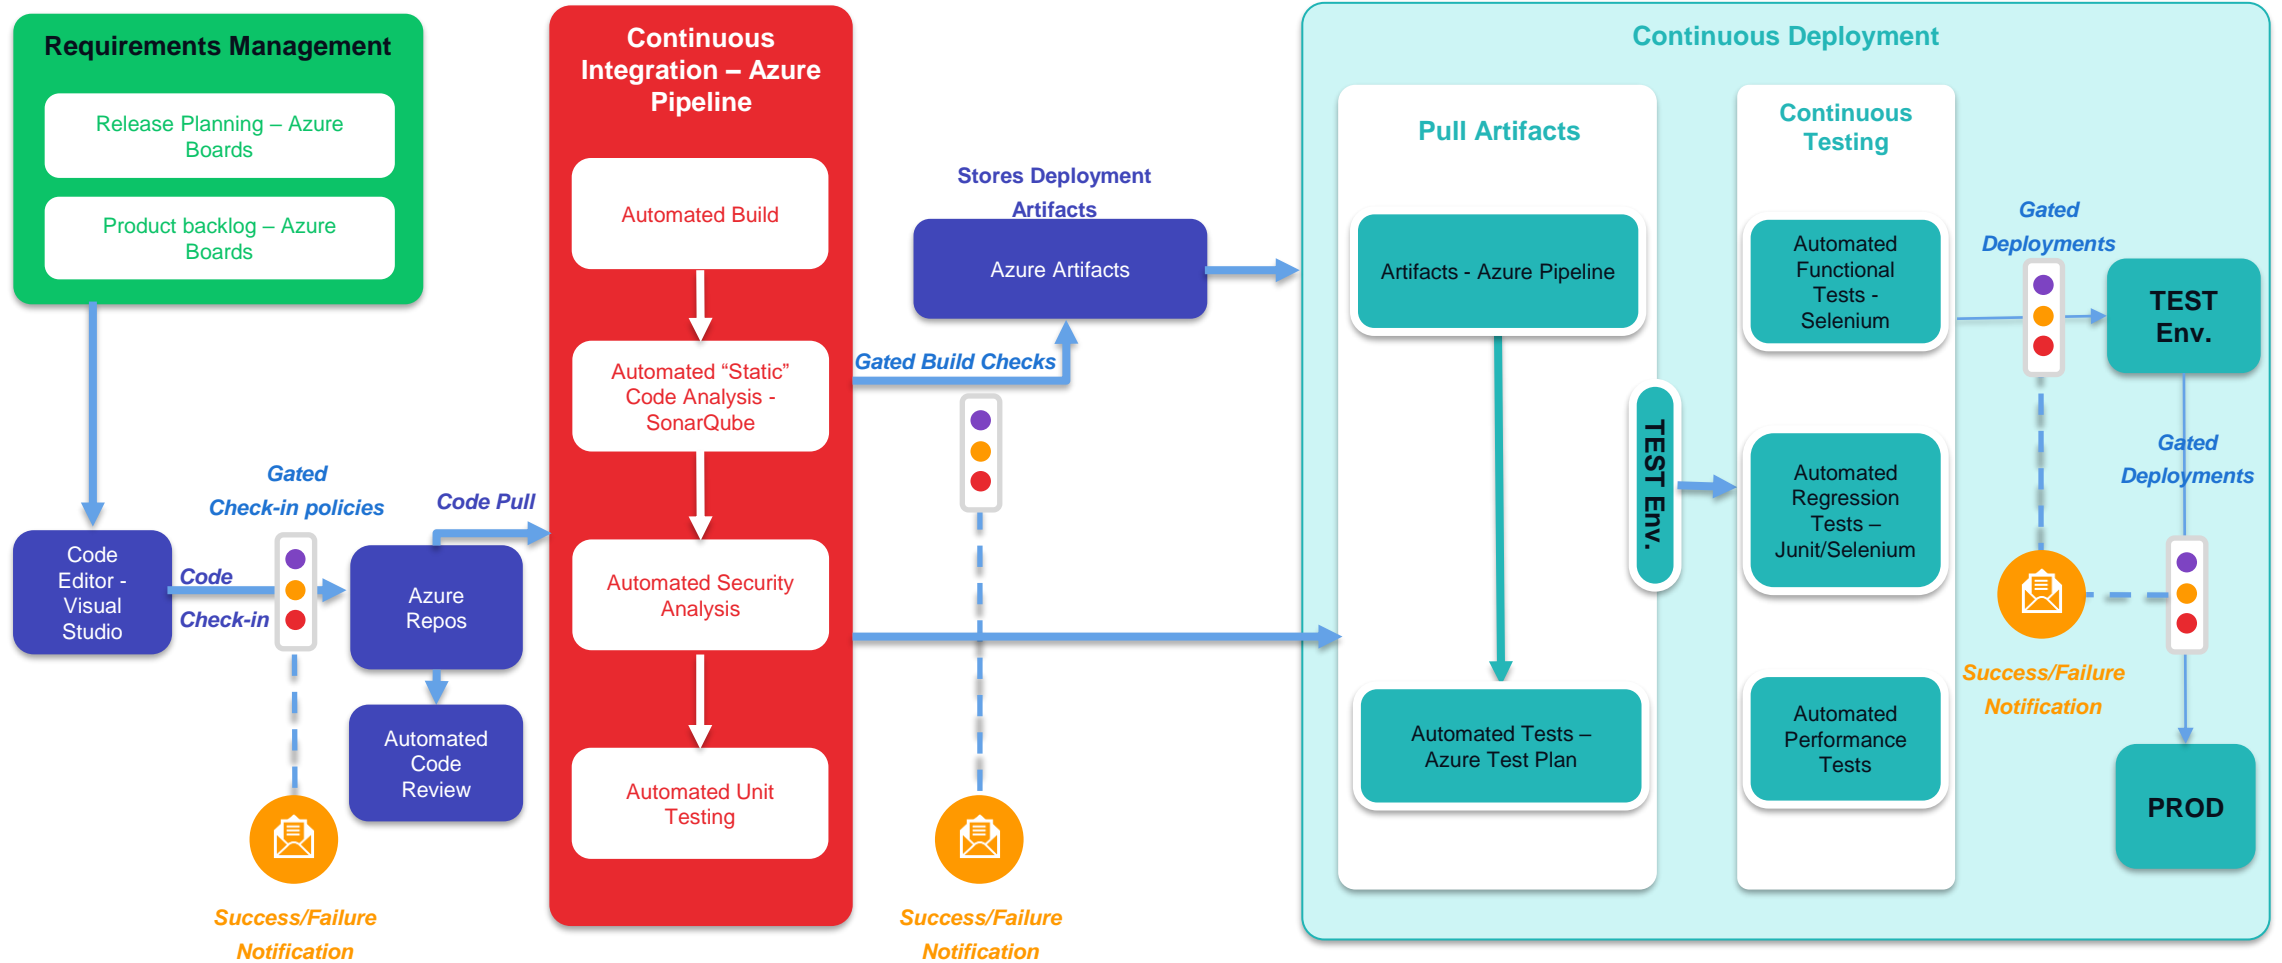 Requirements Management
Release Planning – Azure
Boards
Product backlog – Azure
Boards
Code
Editor -
Visual
Studio
Code
Check-in
Gated
Check-in policies
Success/Failure
Notification
Azure
Repos
Automated
Code
Review
Code Pull
Continuous
Integration – Azure
Pipeline
Automated Build
Automated “Static”
Code Analysis -
SonarQube
Automated Security
Analysis
Automated Unit
Testing
Stores Deployment
Artifacts
Azure Artifacts
Gated Build Checks
Success/Failure
Notification
Continuous Deployment
Pull Artifacts
Artifacts - Azure Pipeline
Automated Tests –
Azure Test Plan
TEST Env.
Continuous
Testing
Automated
Functional
Tests -
Selenium
Automated
Regression
Tests –
Junit/Selenium
Automated
Performance
Tests
Gated
Deployments
TEST
Env.
Gated
Deployments
Success/Failure
Notification
PROD